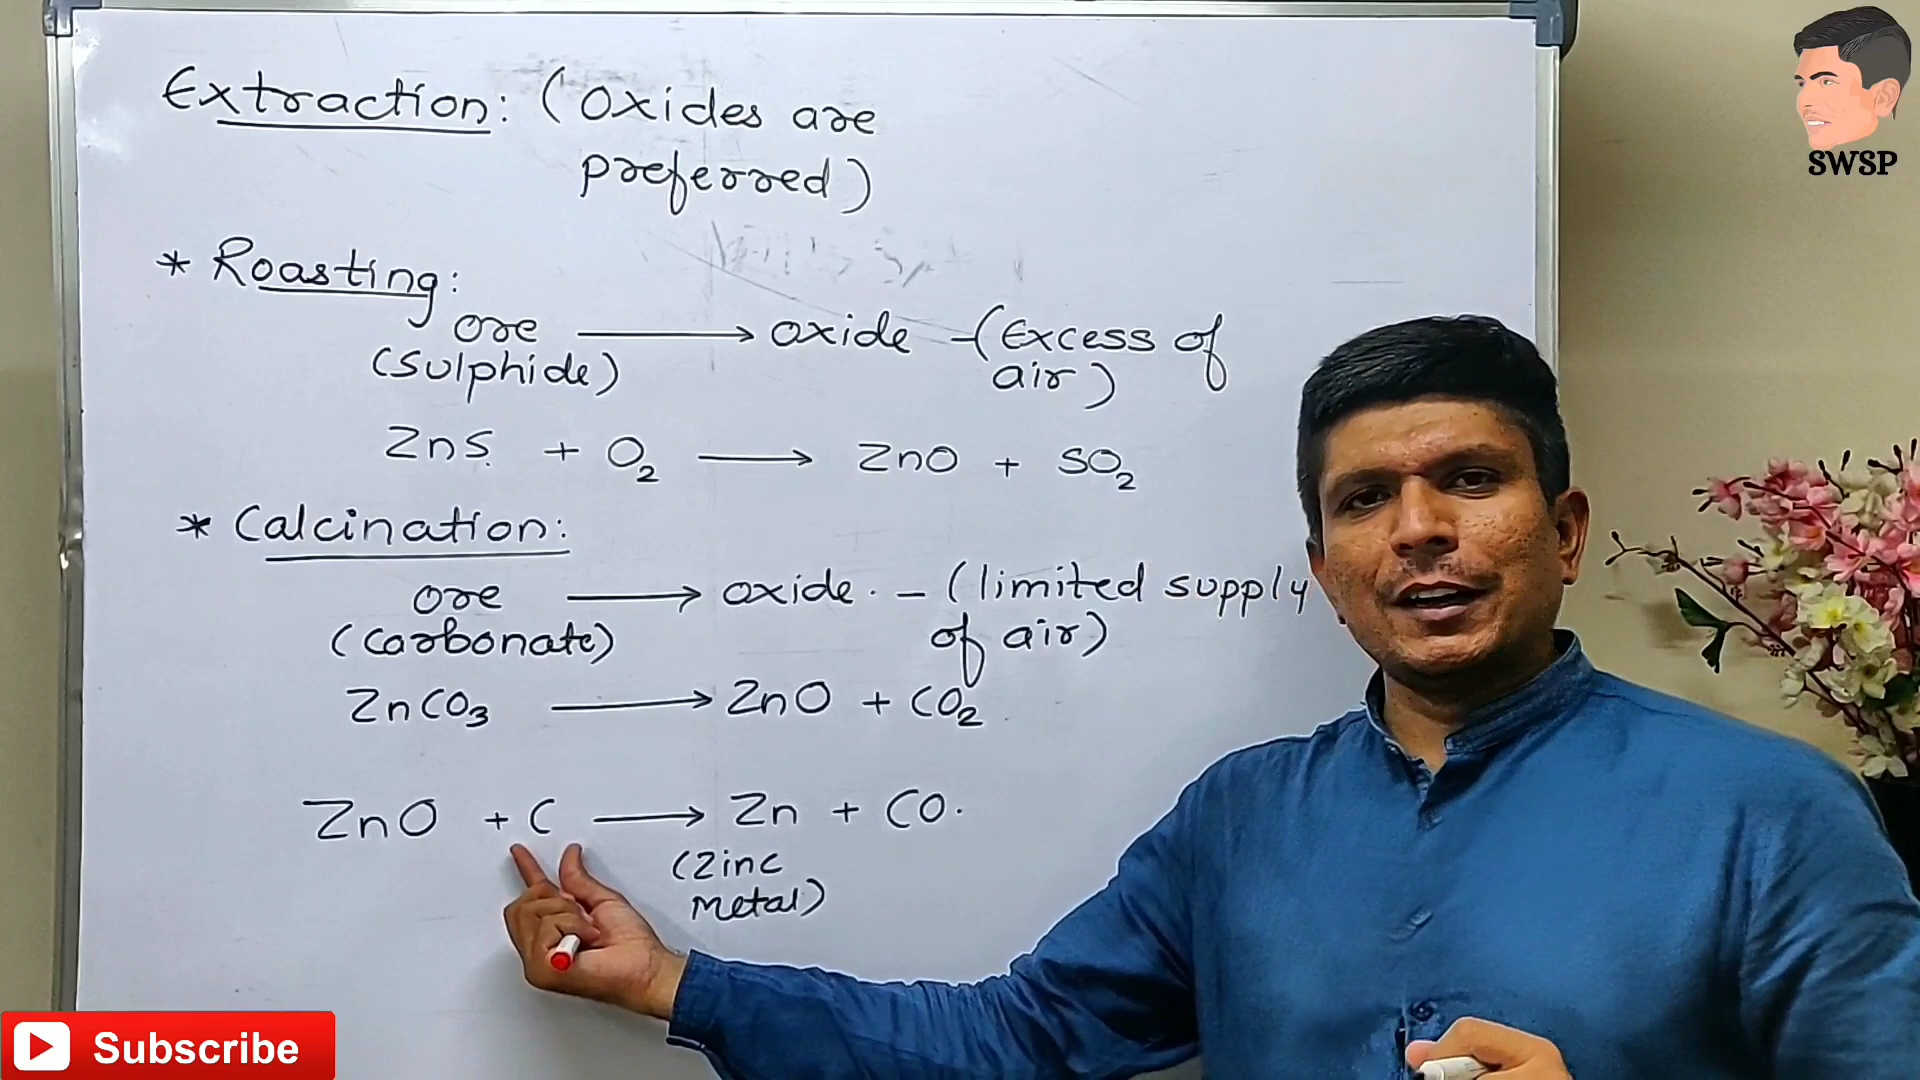 Extraction: (Oxides are
preferred)
* Roasting:
ore ⟶ oxide – (Excess of
(Sulphide) air)
ZnS + O₂ ⟶ ZnO + SO₂
* Calcination:
ore ⟶ oxide. – (limited supply
(carbonate) of air)
ZnCO₃ ⟶ ZnO + CO₂
ZnO + C ⟶ Zn + CO.
(Zinc
Metal)
SWSP
Subscribe